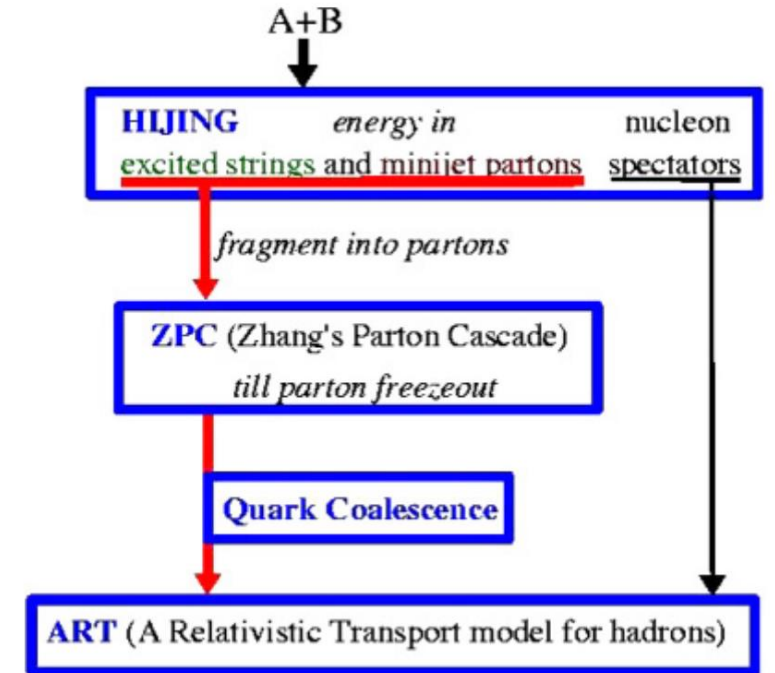 A+B
HIJING energy in nucleon
excited strings and minijet partons spectators
fragment into partons
ZPC (Zhang's Parton Cascade)
till parton freezeout
Quark Coalescence
ART (A Relativistic Transport model for hadrons)